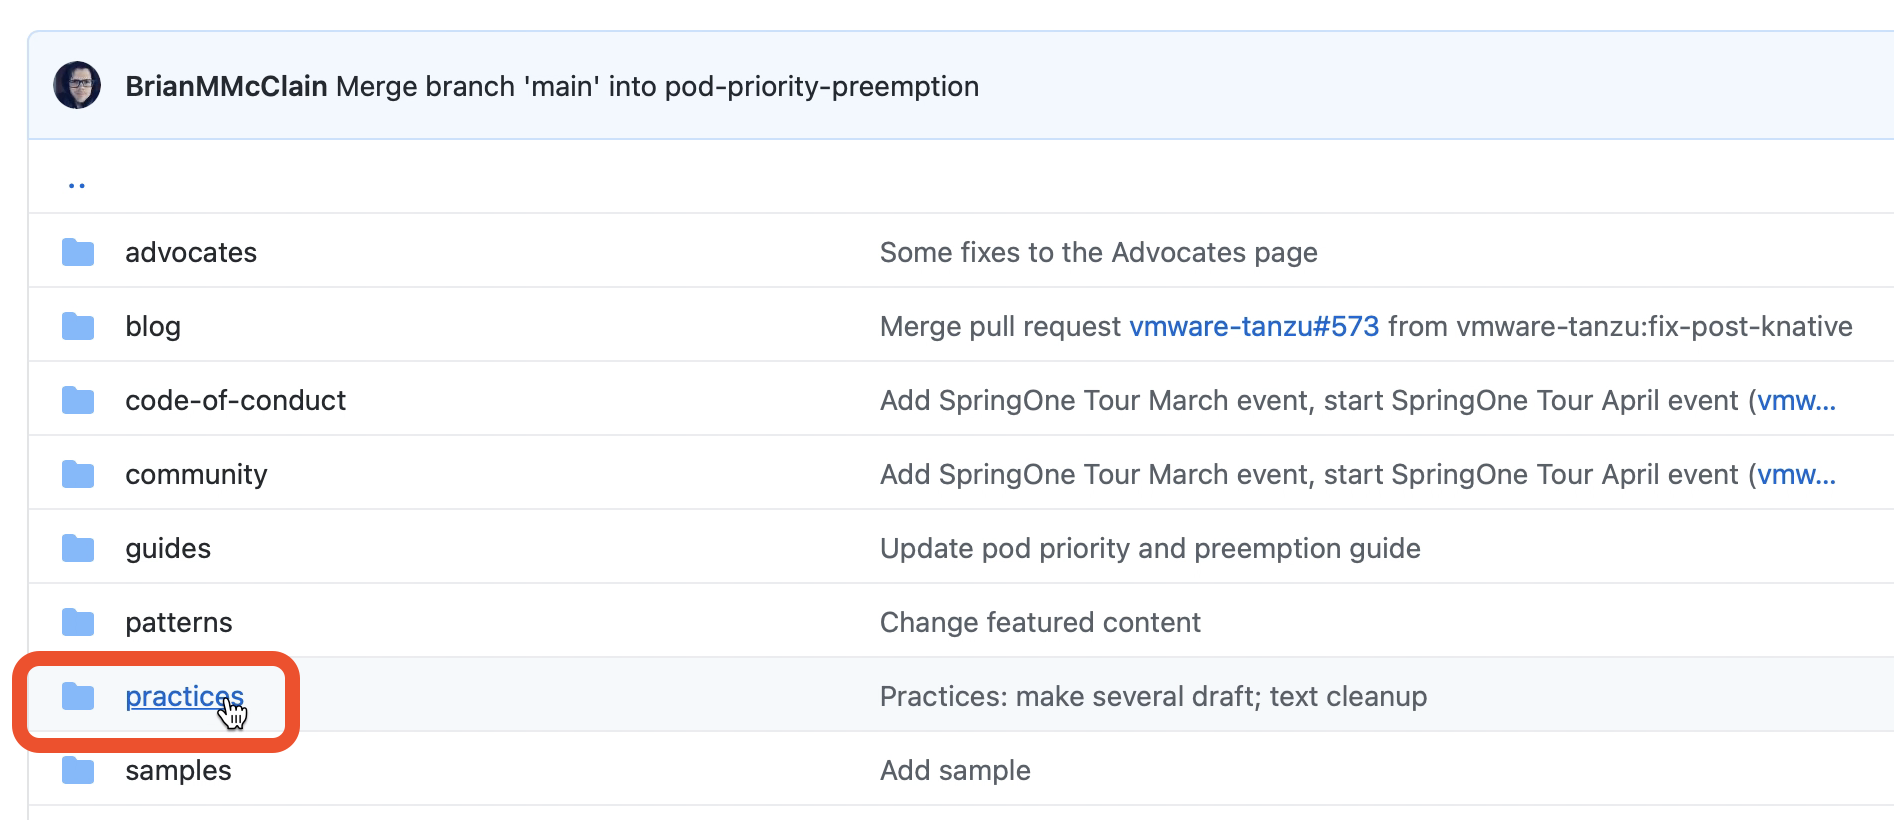 BrianMMcClain Merge branch 'main' into pod-priority-preemption
..
advocates Some fixes to the Advocates page
blog Merge pull request vmware-tanzu#573 from vmware-tanzu:fix-post-knative
code-of-conduct Add SpringOne Tour March event, start SpringOne Tour April event (vmw...
community Add SpringOne Tour March event, start SpringOne Tour April event (vmw...
guides Update pod priority and preemption guide
patterns Change featured content
practices Practices: make several draft; text cleanup
samples Add sample